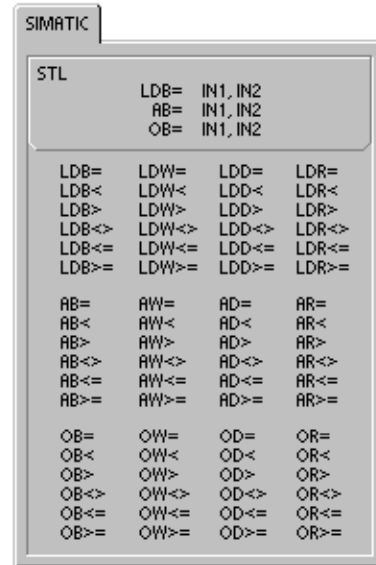 SIMATIC
STL
LDB= IN1, IN2
AB= IN1, IN2
OB= IN1, IN2
LDB= LDW= LDD= LDR=
LDB< LDW< LDD< LDR<
LDB> LDW> LDD> LDR>
LDB<> LDW<> LDD<> LDR<>
LDB<= LDW<= LDD<= LDR<=
LDB>= LDW>= LDD>= LDR>=
AB= AW= AD= AR=
AB< AW< AD< AR<
AB> AW> AD> AR>
AB<> AW<> AD<> AR<>
AB<= AW<= AD<= AR<=
AB>= AW>= AD>= AR>=
OB= OW= OD= OR=
OB< OW< OD< OR<
OB> OW> OD> OR>
OB<> OW<> OD<> OR<>
OB<= OW<= OD<= OR<=
OB>= OW>= OD>= OR>=